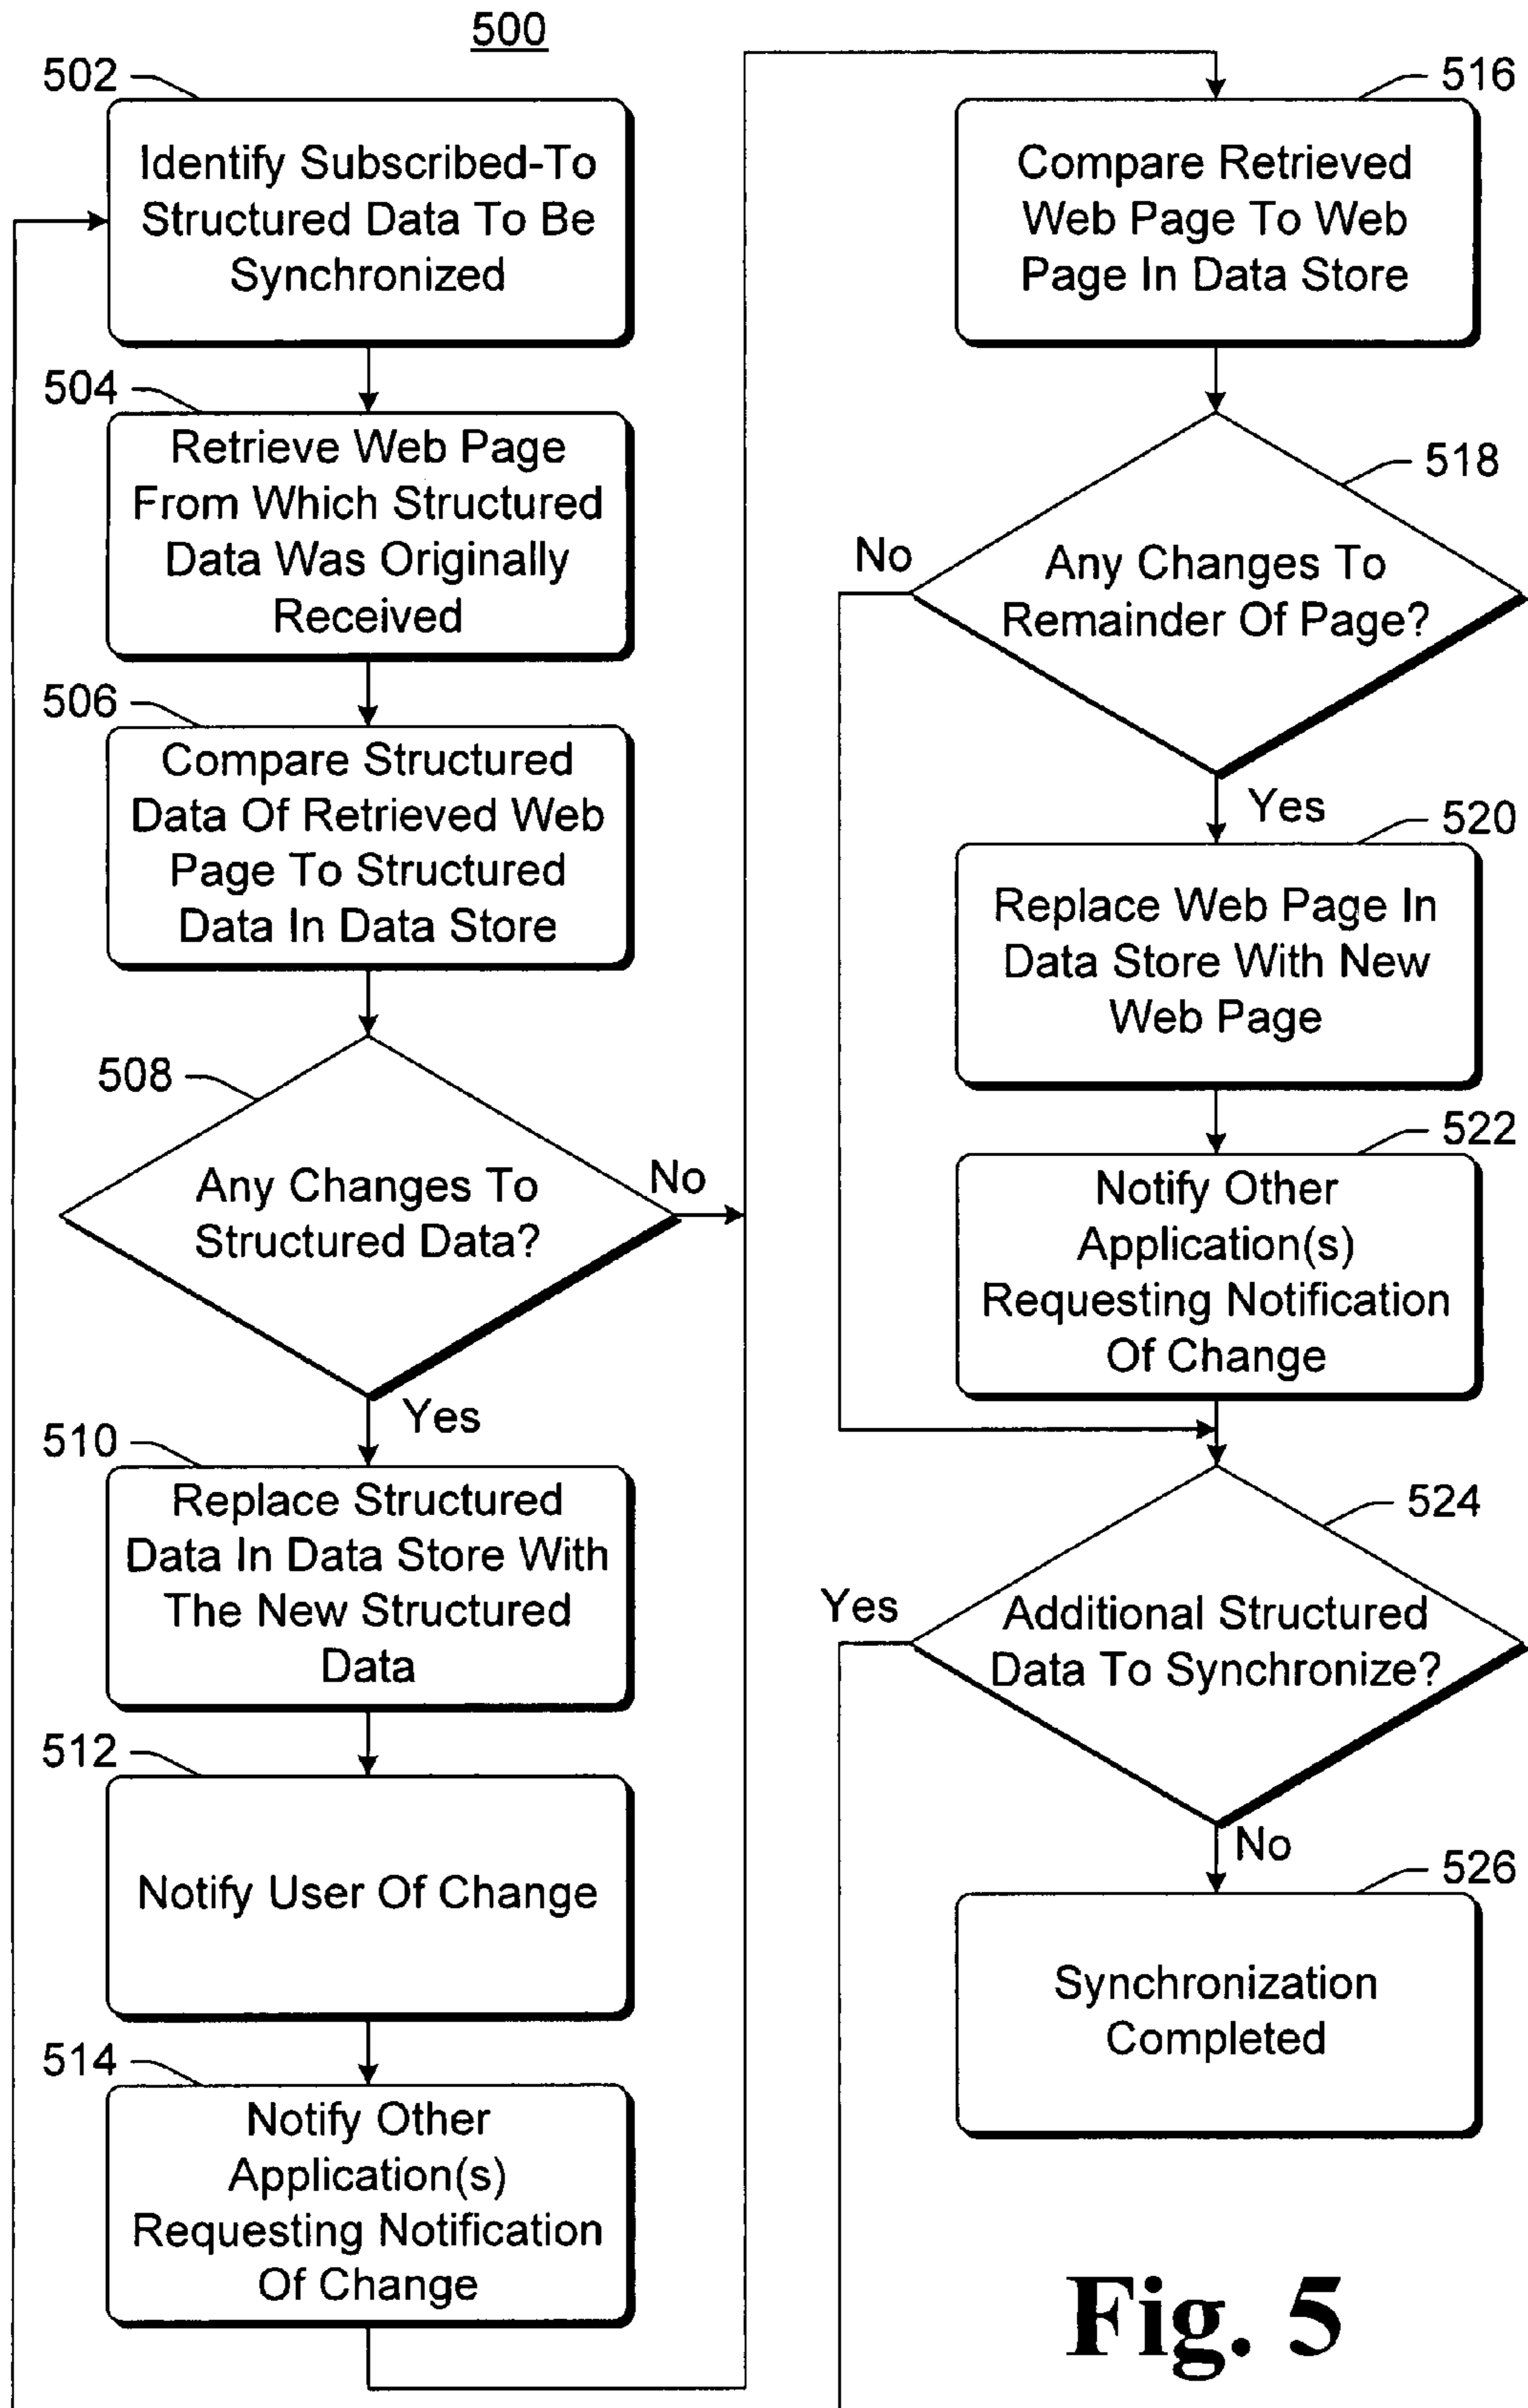 500
502
Identify Subscribed-To
Structured Data To Be
Synchronized
504
Retrieve Web Page
From Which Structured
Data Was Originally
Received
506
Compare Structured
Data Of Retrieved Web
Page To Structured
Data In Data Store
508
Any Changes To
Structured Data?
No
Yes
510
Replace Structured
Data In Data Store With
The New Structured
Data
512
Notify User Of Change
514
Notify Other
Application(s)
Requesting Notification
Of Change
516
Compare Retrieved
Web Page To Web
Page In Data Store
518
No
Any Changes To
Remainder Of Page?
Yes
520
Replace Web Page In
Data Store With New
Web Page
522
Notify Other
Application(s)
Requesting Notification
Of Change
524
Yes
Additional Structured
Data To Synchronize?
No
526
Synchronization
Completed
Fig. 5